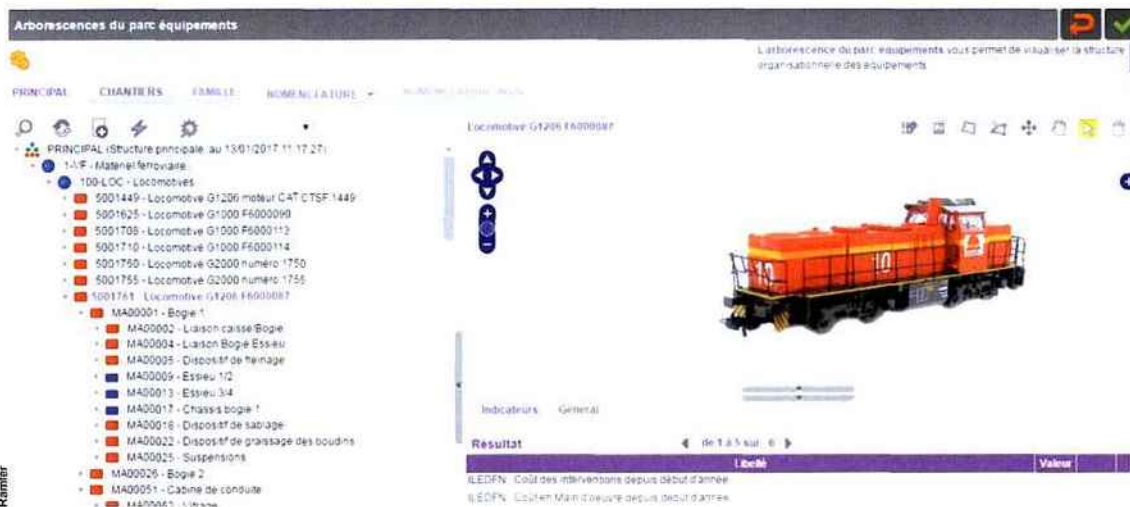 Arborescences du parc équipements
L'arborescence du parc équipements vous permet de visualiser la structure
organisationnelle des équipements
PRINCIPAL CHANTIERS FAMILLE NOMENCLATURE
Locomotive G1206 F6000087
PRINCIPAL (Structure principale au 13/01/2017 11:17:27)
1-VF - Matériel ferroviaire
100-LOC - Locomotives
5001449 - Locomotive G1206 moteur CAT CTSF 1449
5001625 - Locomotive G1000 F6000099
5001708 - Locomotive G1000 F6000113
5001710 - Locomotive G1000 F6000114
5001750 - Locomotive G2000 numéro 1750
5001755 - Locomotive G2000 numéro 1755
5001761 - Locomotive G1206 F6000087
MA00001 - Bogie 1
MA00002 - Liaison caisse/Bogie
MA00004 - Liaison Bogie Essieu
MA00005 - Dispositif de freinage
MA00009 - Essieu 1/2
MA00013 - Essieu 3/4
MA00017 - Chassis bogie 1
MA00018 - Dispositif de sablage
MA00022 - Dispositif de graissage des boudins
MA00025 - Suspensions
MA00026 - Bogie 2
MA00051 - Cabine de conduite
MA00052 - Vitrage
10
10
Indicateurs Général
Résultat de 1 à 5 sur 6
Libellé Valeur
ILEDFN Coût des interventions depuis début d'année
ILEDFN Coût en Main d'oeuvre depuis début d'année
Ramier